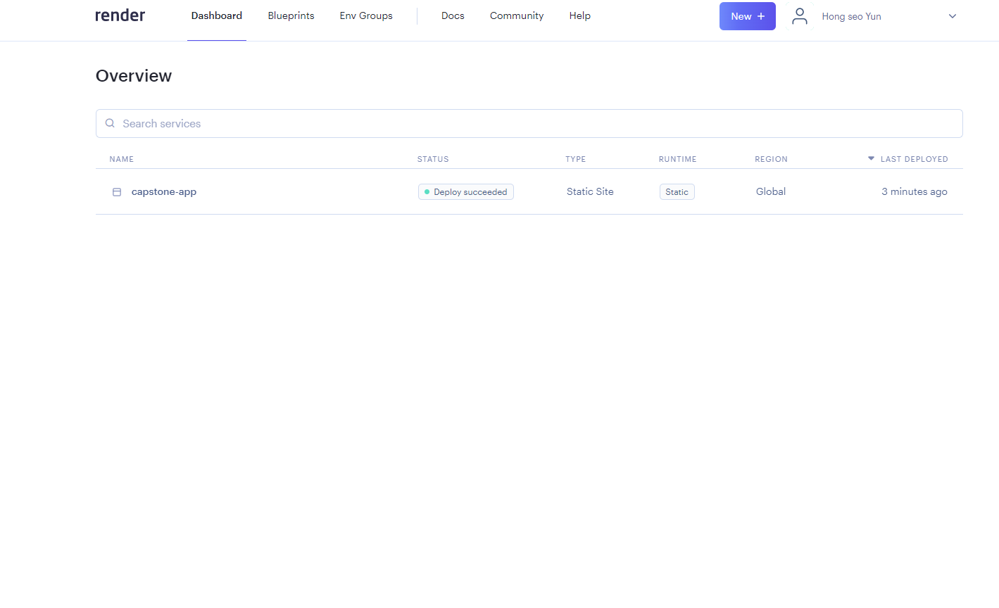 render Dashboard Blueprints Env Groups Docs Community Help New + Hong seo Yun
Overview
Search services
NAME STATUS TYPE RUNTIME REGION LAST DEPLOYED
capstone-app Deploy succeeded Static Site Static Global 3 minutes ago